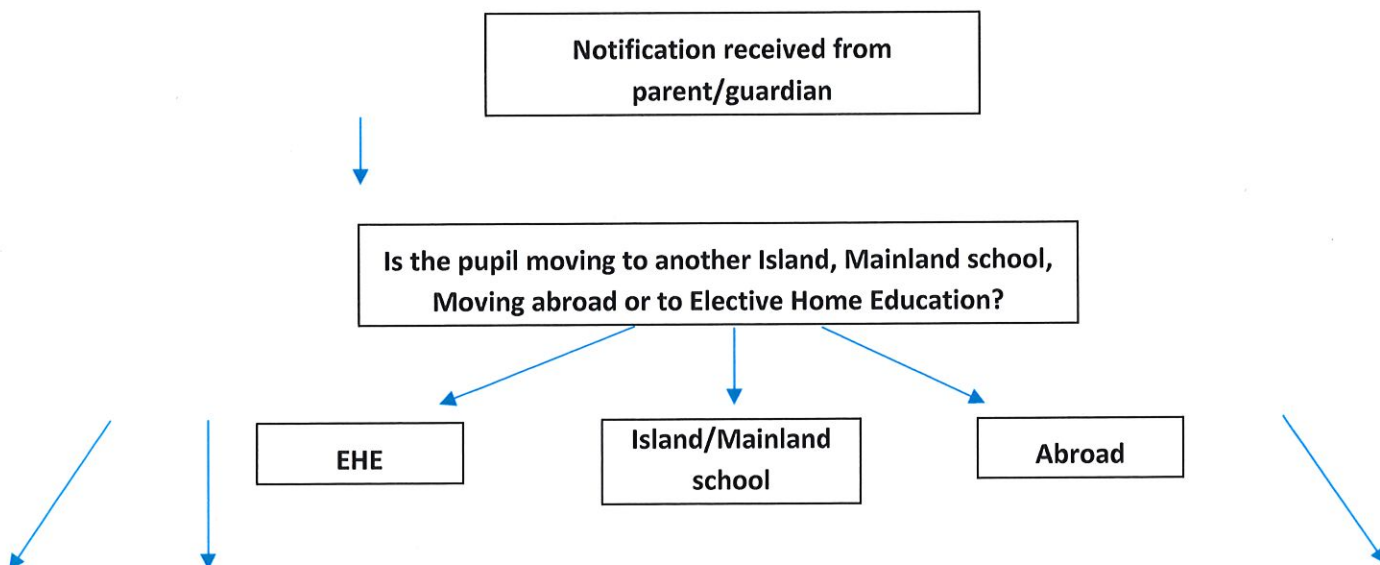 Notification received from
parent/guardian
Is the pupil moving to another Island, Mainland school,
Moving abroad or to Elective Home Education?
EHE
Island/Mainland
school
Abroad